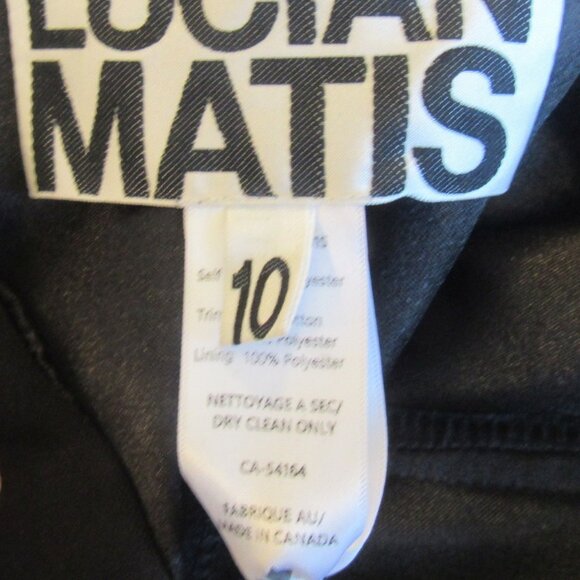 LUCIAN
MATIS
10
Self
Polyester
Lining: 100% Polyester
NETTOYAGE A SEC/
DRY CLEAN ONLY
CA-54164
FABRIQUE AU/
MADE IN CANADA